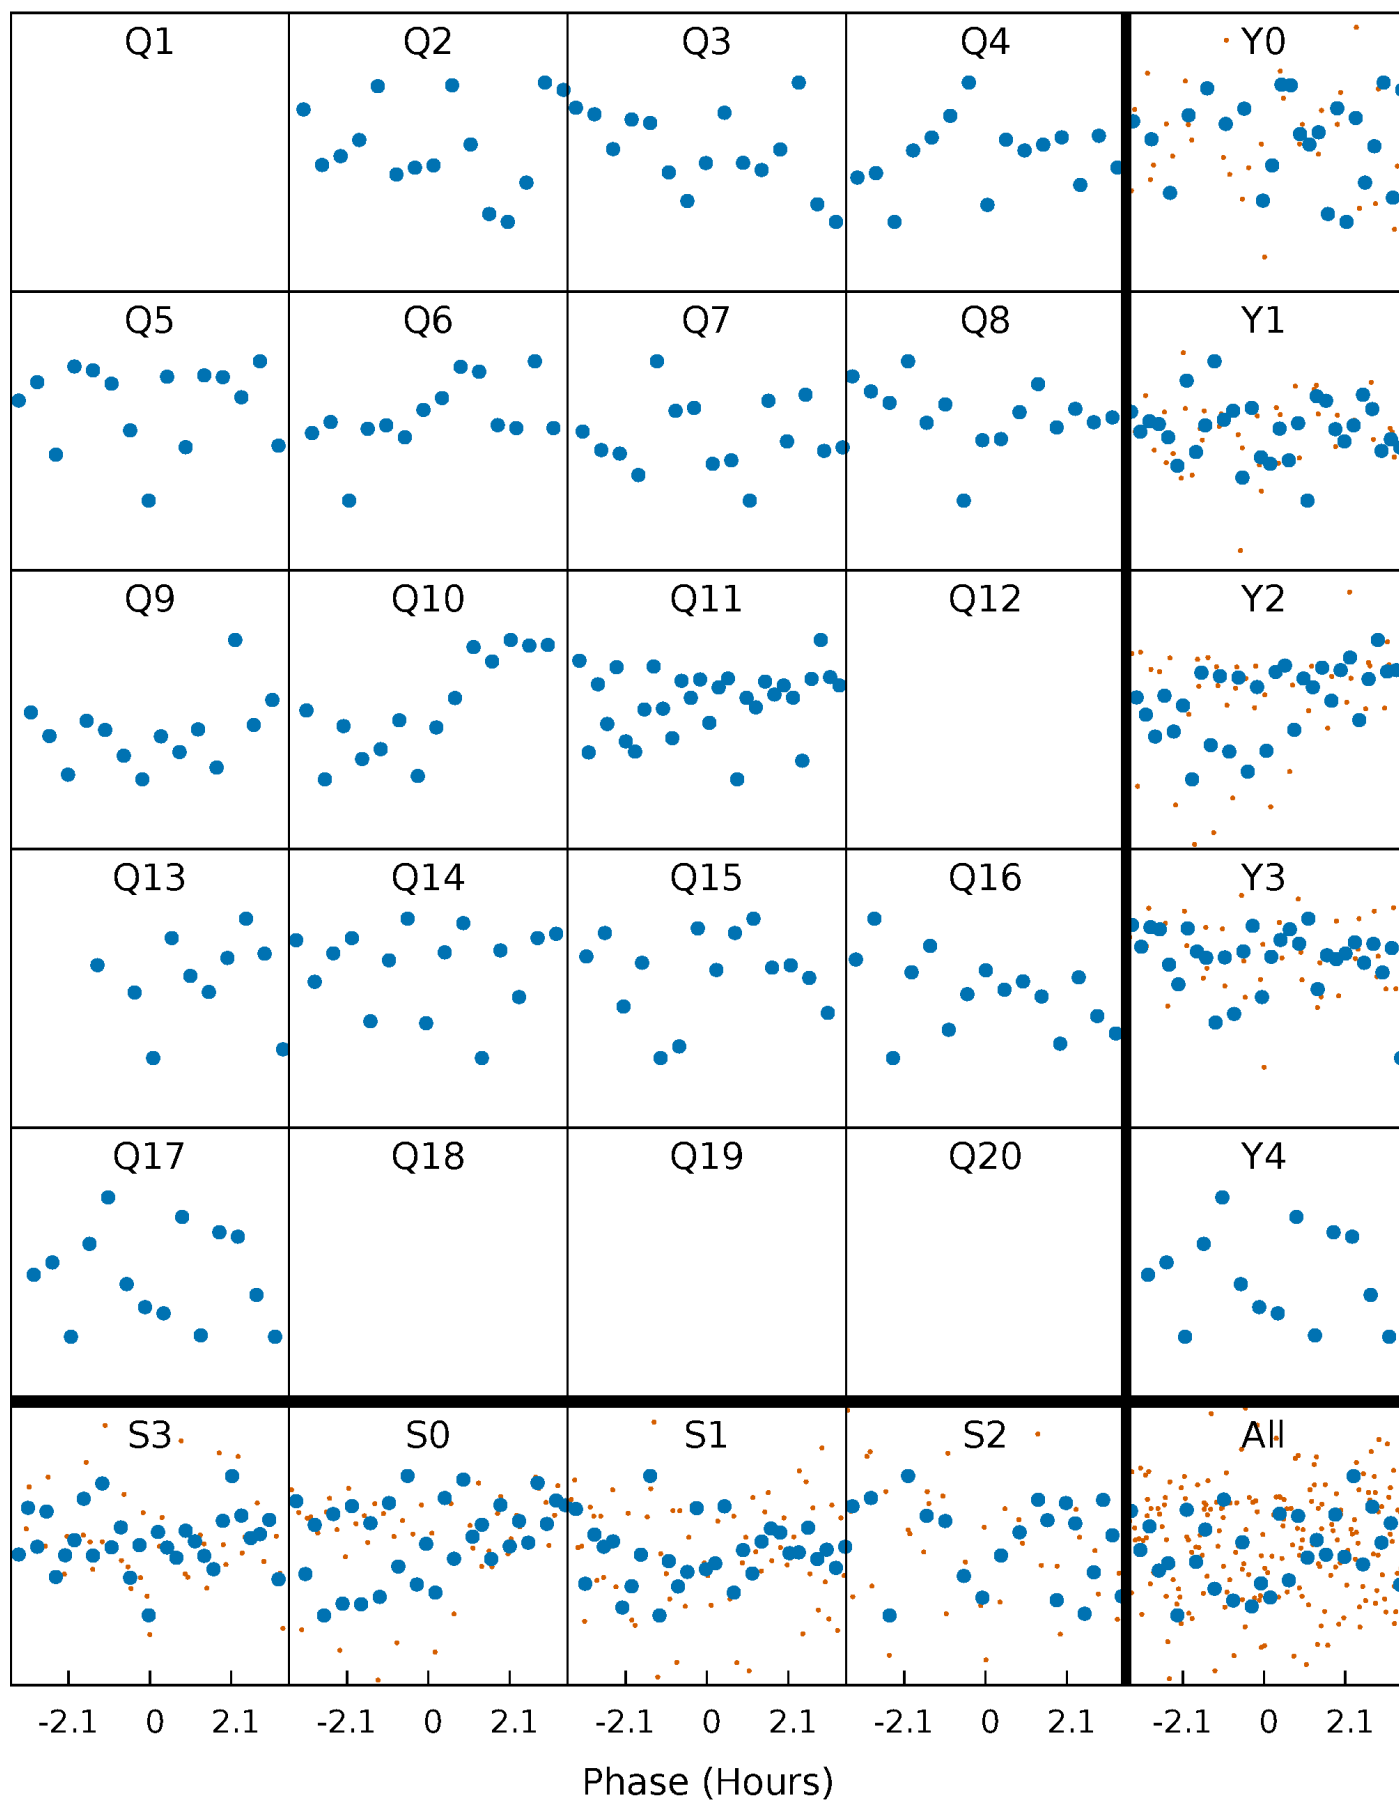 Q1 Q2 Q3 Q4 Y0
Q5 Q6 Q7 Q8 Y1
Q9 Q10 Q11 Q12 Y2
Q13 Q14 Q15 Q16 Y3
Q17 Q18 Q19 Q20 Y4
S3 S0 S1 S2 All
-2.1 0 2.1 -2.1 0 2.1 -2.1 0 2.1 -2.1 0 2.1 -2.1 0 2.1
Phase (Hours)